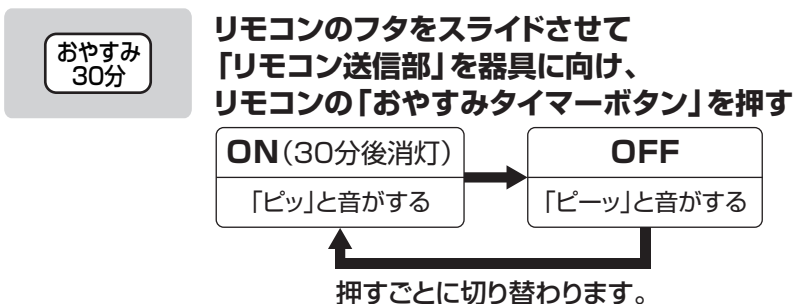 おやすみ
30分
リモコンのフタをスライドさせて
「リモコン送信部」を器具に向け、
リモコンの「おやすみタイマーボタン」を押す
ON(30分後消灯)
「ピッ」と音がする
OFF
「ピーッ」と音がする
押すごとに切り替わります。